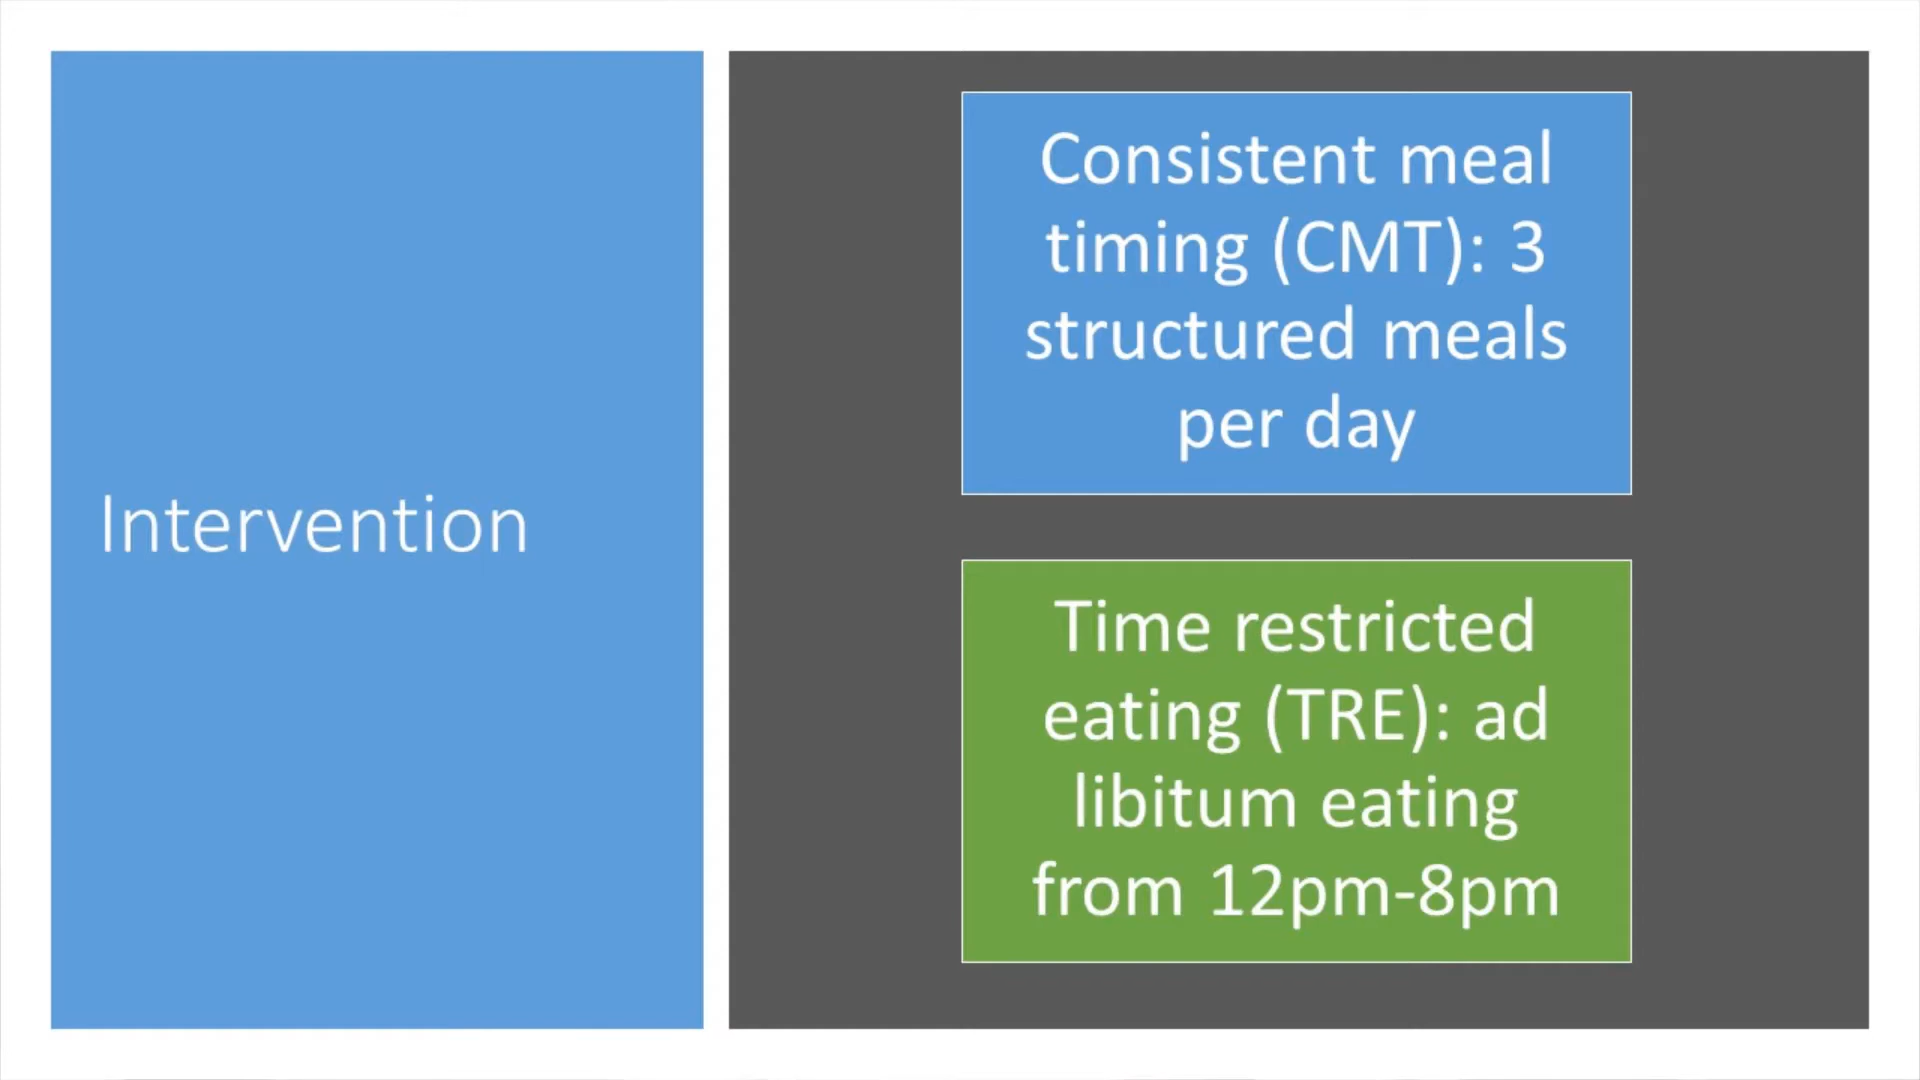 Intervention
Consistent meal
timing (CMT): 3
structured meals
per day
Time restricted
eating (TRE): ad
libitum eating
from 12pm-8pm